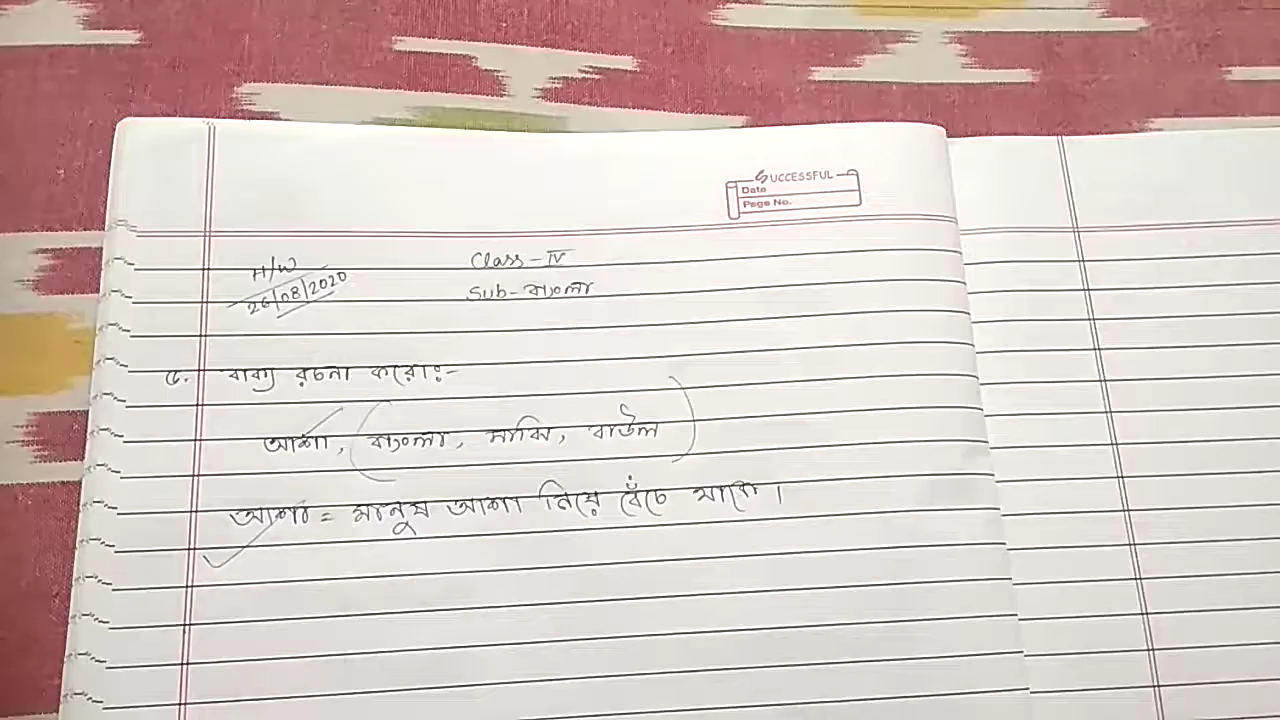 SUCCESSFUL
Date
Page No.
H/W
26/08/2020
Class - IV
Sub - বাংলা
৫. বাক্য রচনা করোঃ-
আশা, (বাংলা, মাঝি, বাউল)
আশা = মানুষ আশা নিয়ে বেঁচে থাকে।